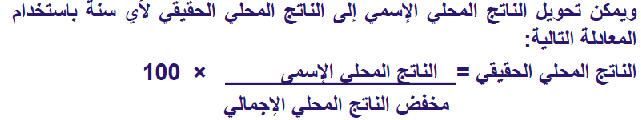 ويمكن تحويل الناتج المحلي الإسمي إلى الناتج المحلي الحقيقي لأي سنة باستخدام
المعادلة التالية:
الناتج المحلي الحقيقي = الناتج المحلي الإسمي × 100
مخفض الناتج المحلي الإجمالي